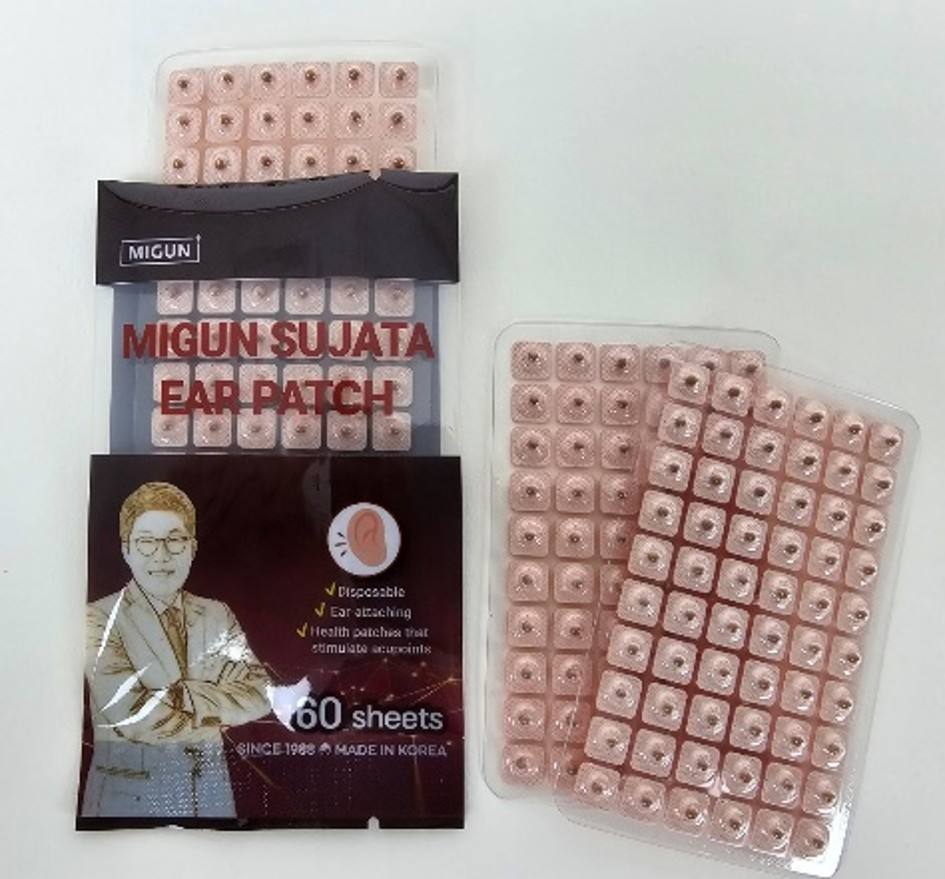 MIGUN
MIGUN SUJATA
EAR PATCH
Disposable
Ear-attaching
Health patches that
stimulate acupoints
sheets
SINCE 1988 MADE IN KOREA